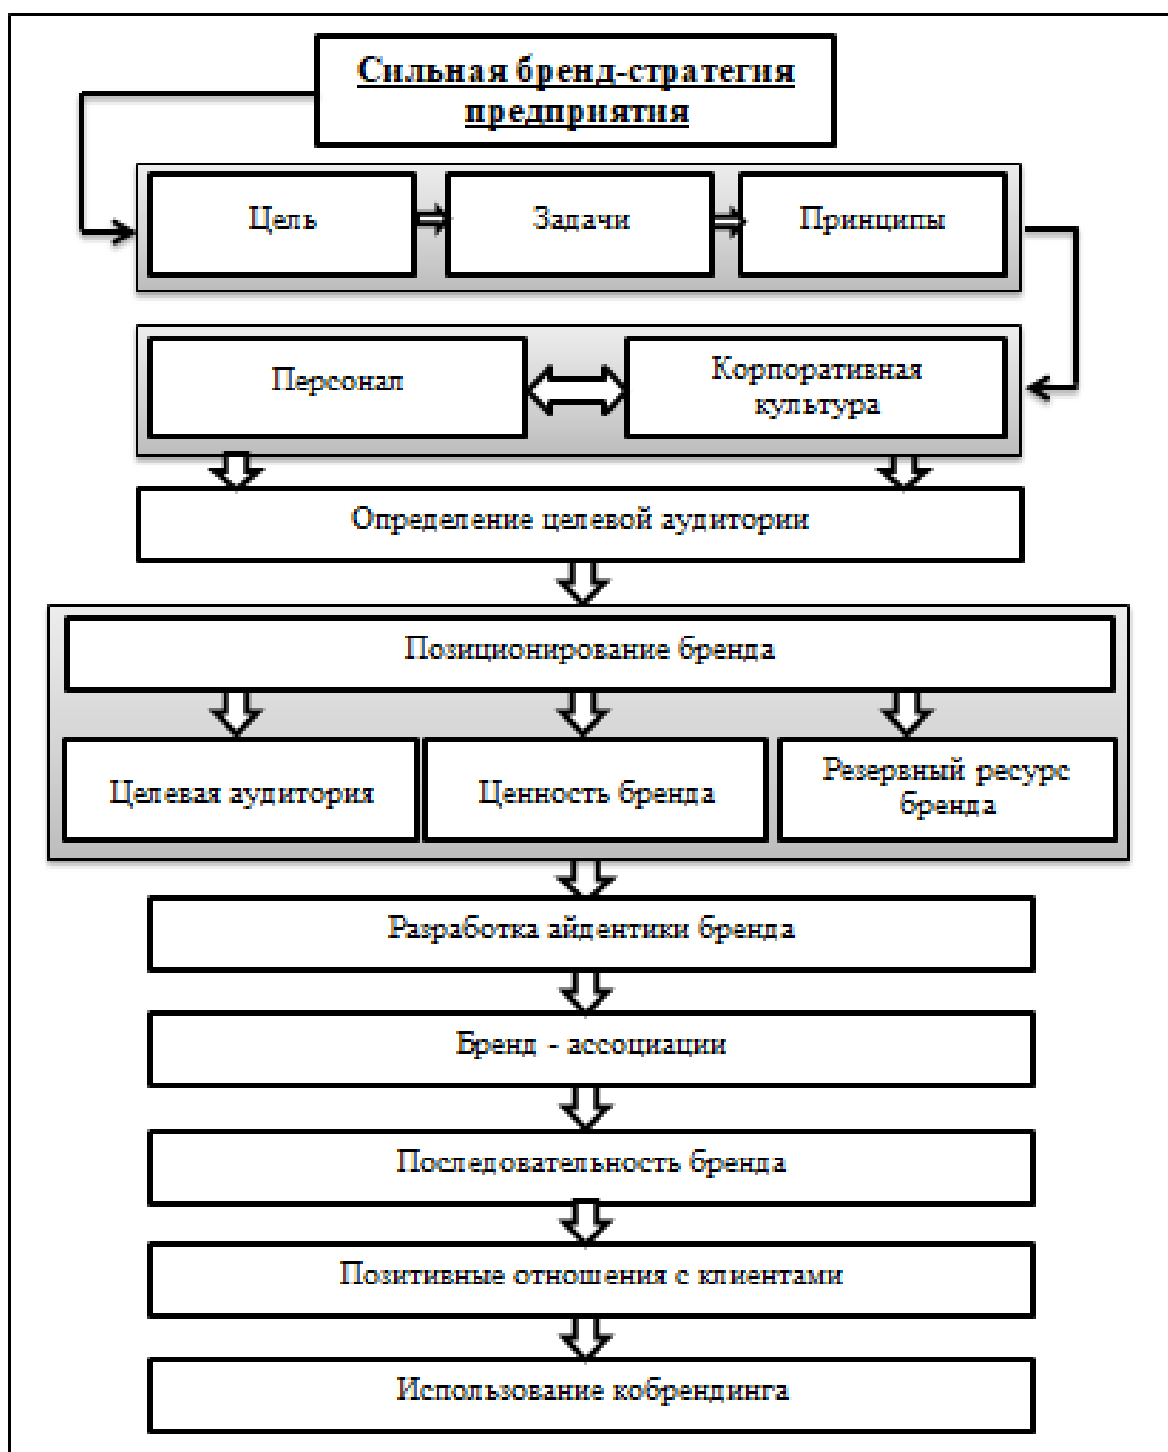 Сильная бренд-стратегия
предприятия
Цель
Задачи
Принципы
Персонал
Корпоративная
культура
Определение целевой аудитории
Позиционирование бренда
Целевая аудитория
Ценность бренда
Резервный ресурс
бренда
Разработка айдентики бренда
Бренд - ассоциации
Последовательность бренда
Позитивные отношения с клиентами
Использование кобрендинга